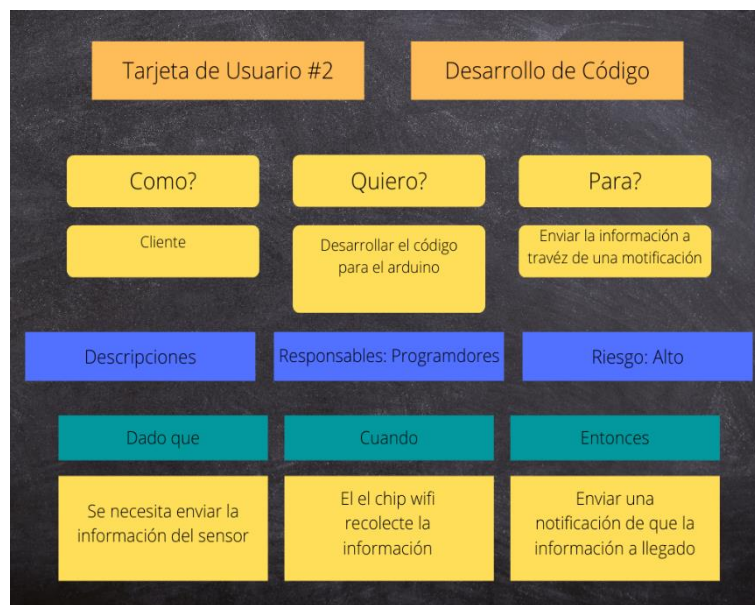 Tarjeta de Usuario #2
Desarrollo de Código
Como?
Quiero?
Para?
Cliente
Desarrollar el código
para el arduino
Enviar la información a
travéz de una motificación
Descripciones
Responsables: Programdores
Riesgo: Alto
Dado que
Cuando
Entonces
Se necesita enviar la
información del sensor
El el chip wifi
recolecte la
información
Enviar una
notificación de que la
información a llegado